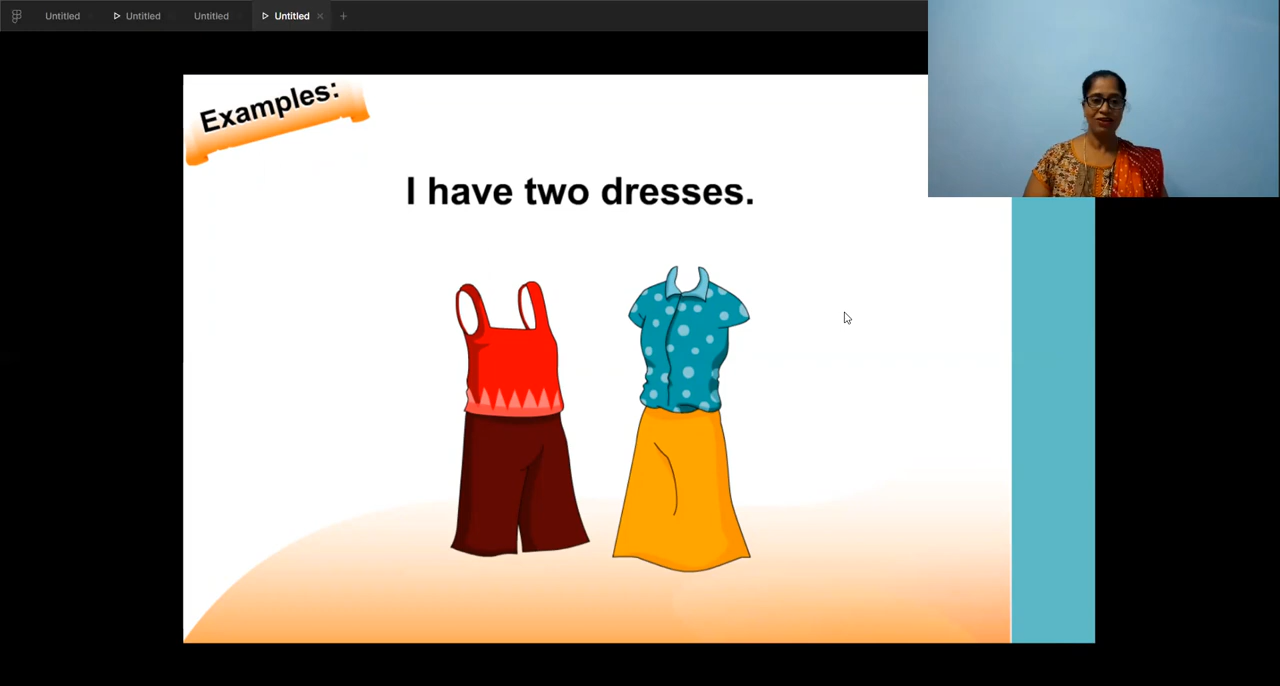 Untitled
Untitled
Untitled
Untitled
Examples:
I have two dresses.